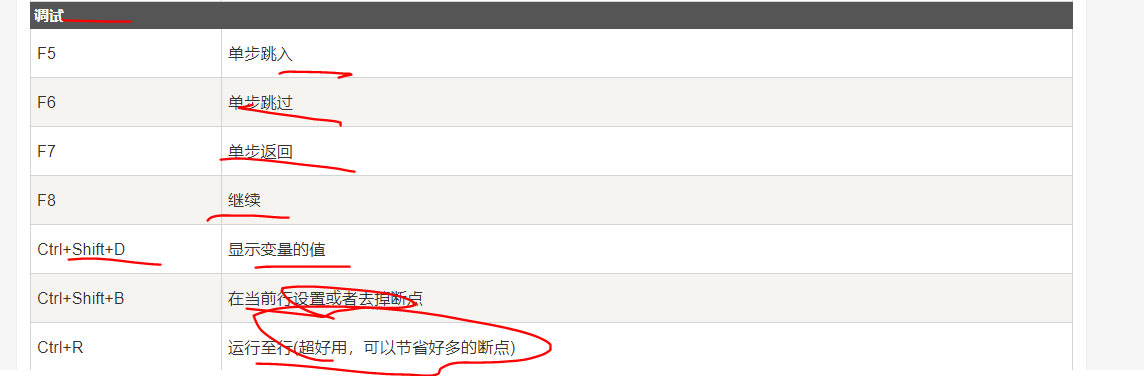 调试
F5 单步跳入
F6 单步跳过
F7 单步返回
F8 继续
Ctrl+Shift+D 显示变量的值
Ctrl+Shift+B 在当前行设置或者去掉断点
Ctrl+R 运行至行(超好用，可以节省好多的断点)